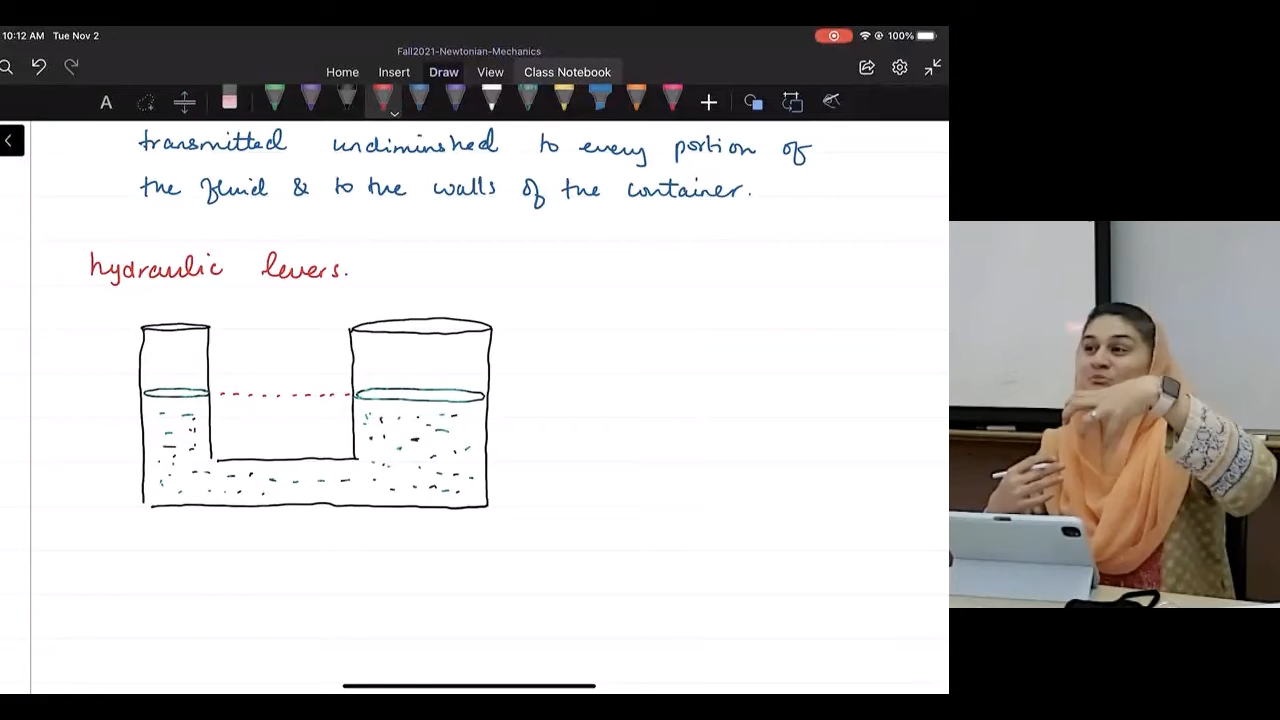 10:12 AM Tue Nov 2
100%
Fall2021-Newtonian-Mechanics
Home Insert Draw View Class Notebook
A
transmitted undiminished to every portion of
the fluid & to the walls of the container.
hydraulic levers.